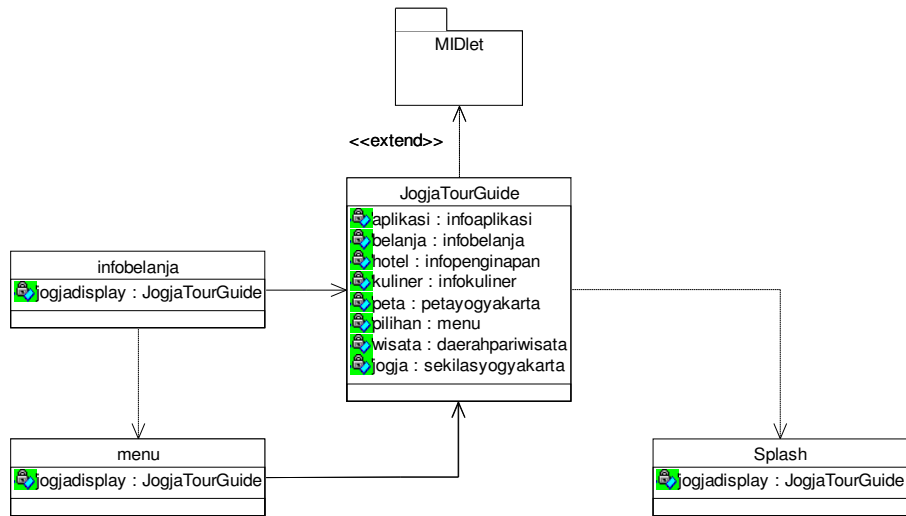 MIDlet
<<extend>>
JogjaTourGuide
aplikasi : infoaplikasi
belanja : infobelanja
hotel : infopenginapan
kuliner : infokuliner
peta : petayogyakarta
pilihan : menu
wisata : daerahpariwisata
jogja : sekilasyogyakarta
infobelanja
jogjadisplay : JogjaTourGuide
menu
jogjadisplay : JogjaTourGuide
Splash
jogjadisplay : JogjaTourGuide